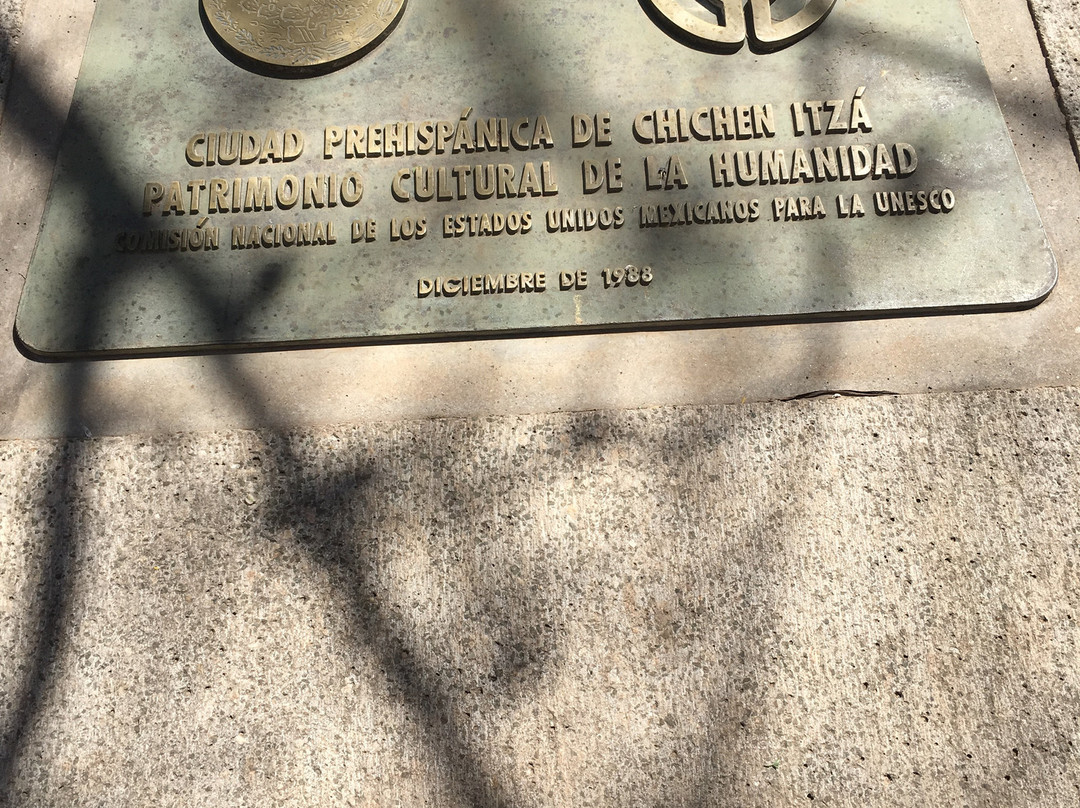 CIUDAD PREHISPÁNICA DE CHICHEN ITZÁ
PATRIMONIO CULTURAL DE LA HUMANIDAD
COMISIÓN NACIONAL DE LOS ESTADOS UNIDOS MEXICANOS PARA LA UNESCO
DICIEMBRE DE 1988